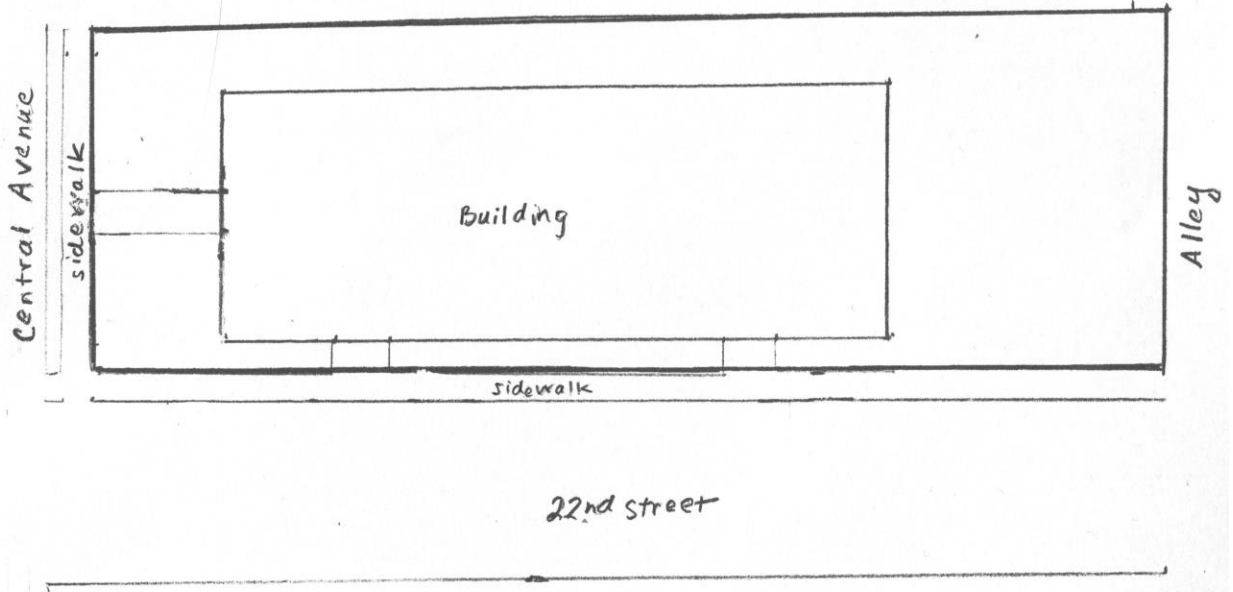 Central Avenue
sidewalk
Building
Alley
sidewalk
22nd street